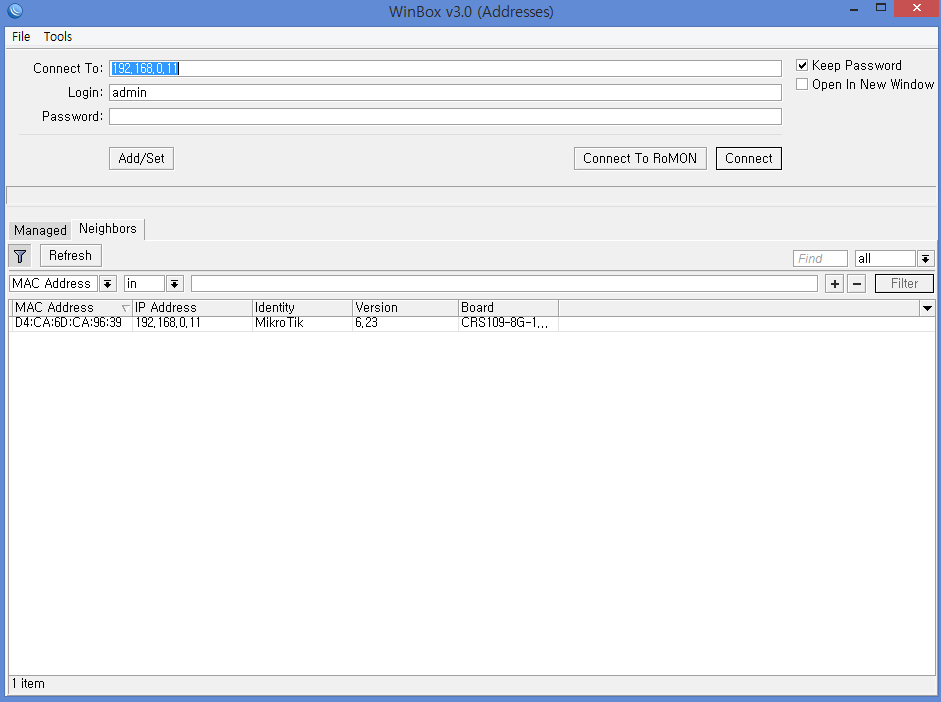 WinBox v3.0 (Addresses)
File Tools
Connect To: 192.168.0.11
Keep Password
Login: admin
Open In New Window
Password:
Add/Set Connect To RoMON Connect
Managed Neighbors
Refresh Find all
MAC Address in + − Filter
MAC Address IP Address Identity Version Board
D4:CA:6D:CA:96:39 192.168.0.11 MikroTik 6.23 CRS109-8G-1...
1 item